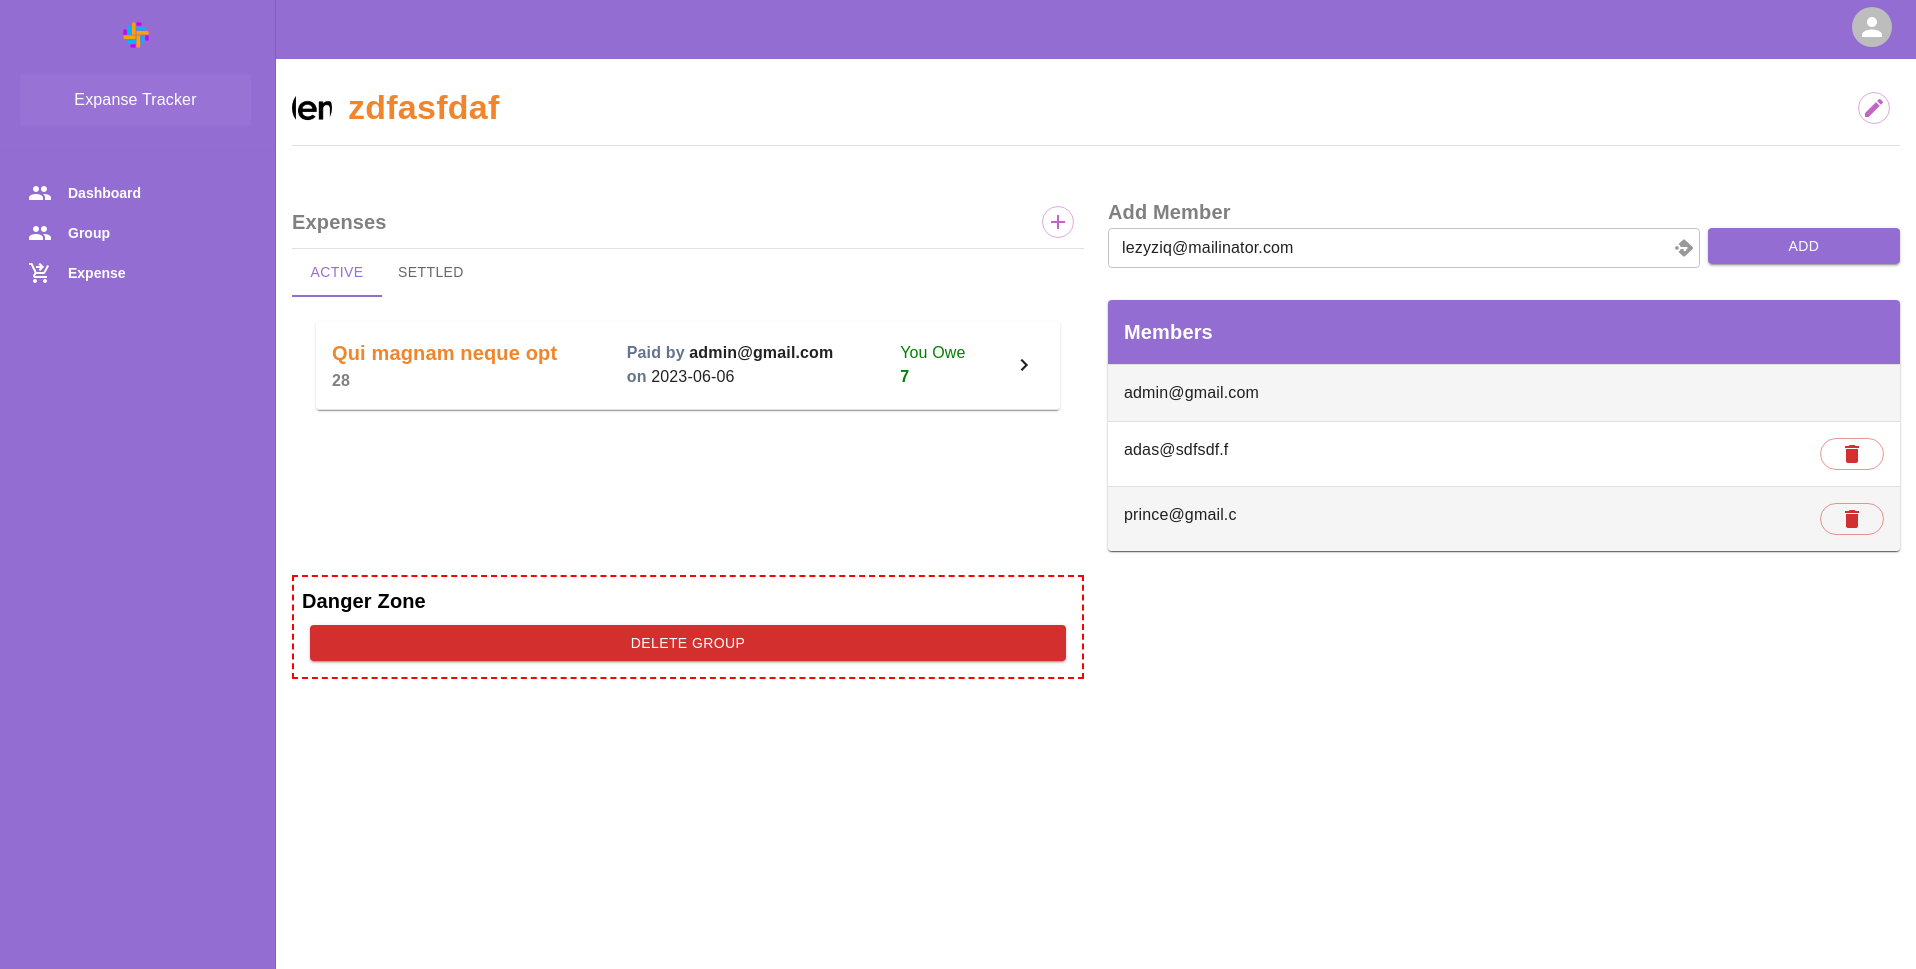 Expanse Tracker
Dashboard
Group
Expense
zdfasfdaf
Expenses
ACTIVE SETTLED
Qui magnam neque opt
28
Paid by admin@gmail.com
on 2023-06-06
You Owe
7
Danger Zone
DELETE GROUP
Add Member
lezyziq@mailinator.com
ADD
Members
admin@gmail.com
adas@sdfsdf.f
prince@gmail.c